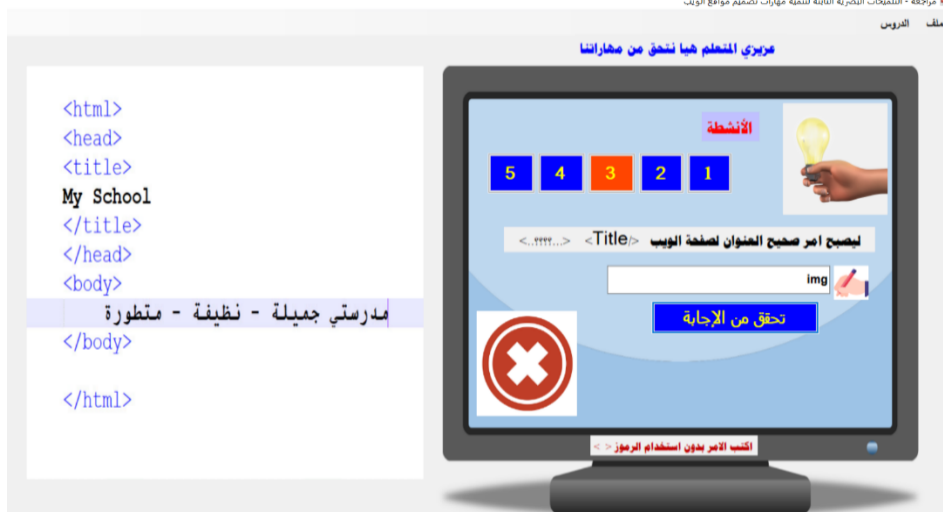 مراجعة - التلميحات البصرية الثابتة لتنمية مهارات تصميم مواقع الويب
ملف الدروس
عزيزي المتعلم هيا نتحق من مهاراتنا
الأنشطة
1 2 3 4 5
ليصبح امر صحيح العنوان لصفحة الويب <Title/> <..؟؟؟؟..>
img
تحقق من الإجابة
اكتب الامر بدون استخدام الرموز < >
<html>
<head>
<title>
My School
</title>
</head>
<body>
مدرستي جميلة - نظيفة - متطورة
</body>
</html>